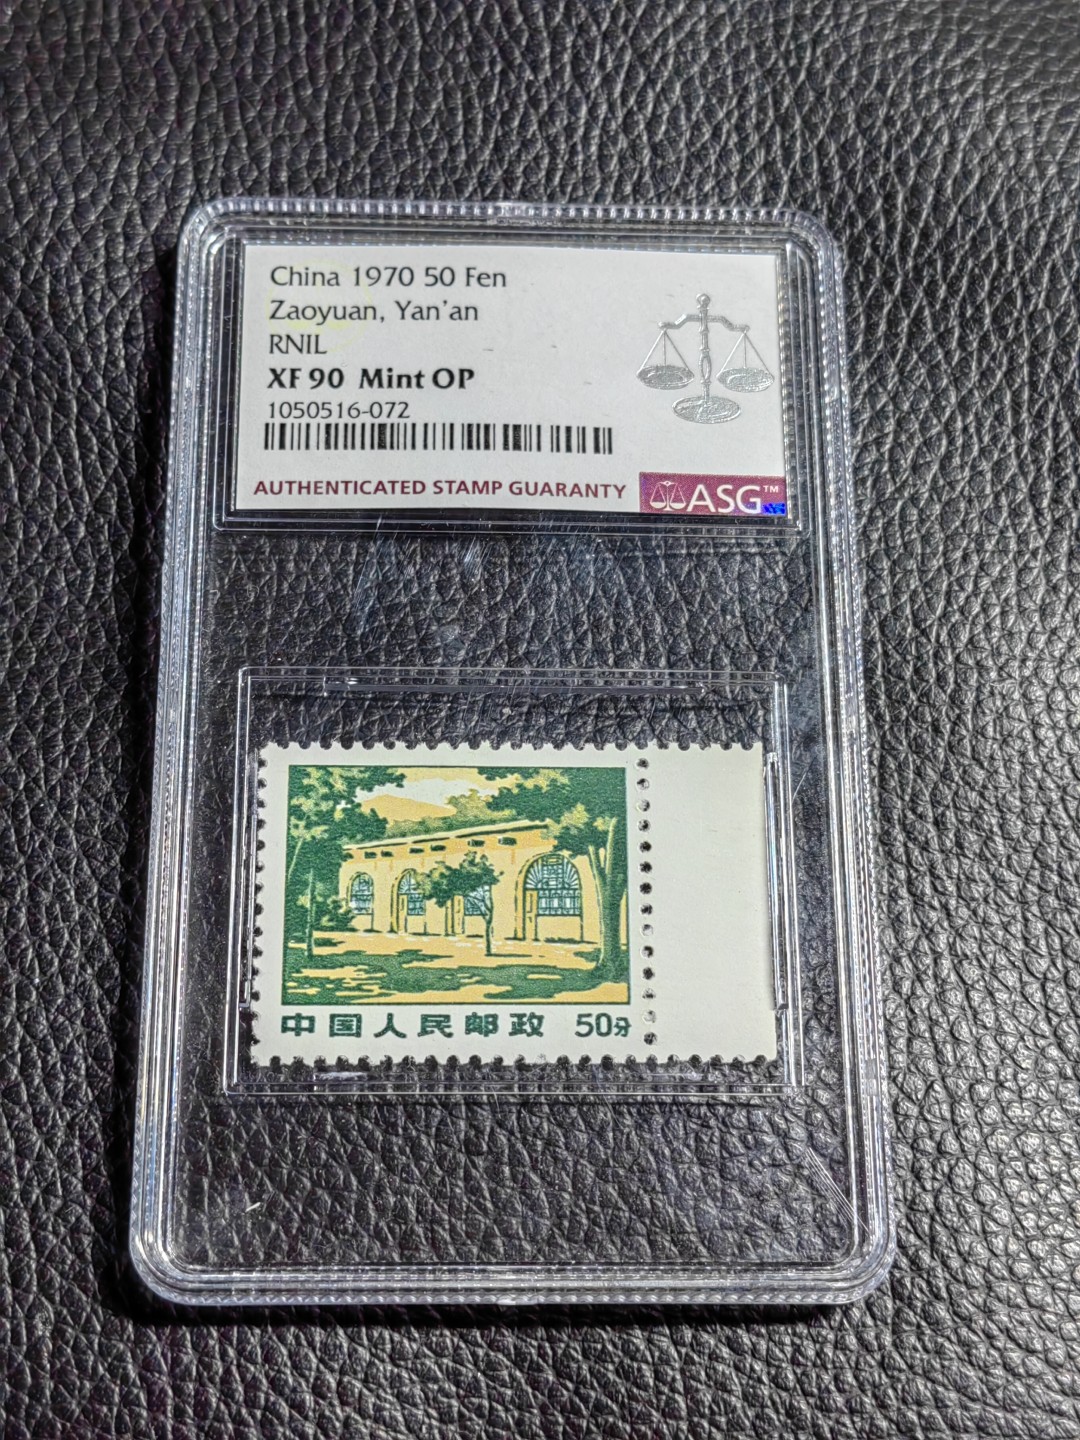 China 1970 50 Fen
Zaoyuan, Yan'an
RNIL
XF 90 Mint OP
1050516-072
AUTHENTICATED STAMP GUARANTY
ASG™
中国人民邮政 50分